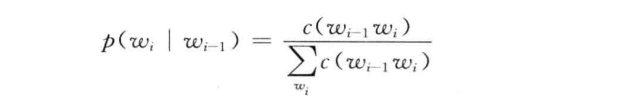 p(wᵢ | wᵢ₋₁) = c(wᵢ₋₁wᵢ) / ∑_{wᵢ} c(wᵢ₋₁wᵢ)